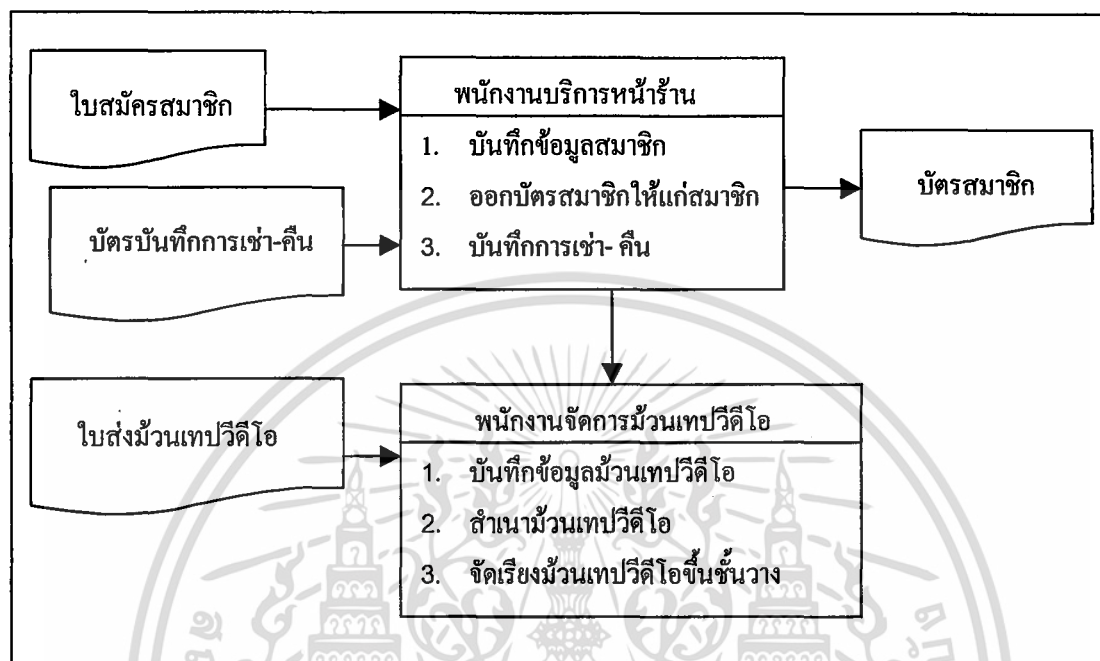 ใบสมัครสมาชิก
พนักงานบริการหน้าร้าน
1. บันทึกข้อมูลสมาชิก
2. ออกบัตรสมาชิกให้แก่สมาชิก
3. บันทึกการเช่า- คืน
บัตรสมาชิก
บัตรบันทึกการเช่า-คืน
ใบส่งม้วนเทปวีดีโอ
พนักงานจัดการม้วนเทปวีดีโอ
1. บันทึกข้อมูลม้วนเทปวีดีโอ
2. สำเนาม้วนเทปวีดีโอ
3. จัดเรียงม้วนเทปวีดีโอขึ้นชั้นวาง